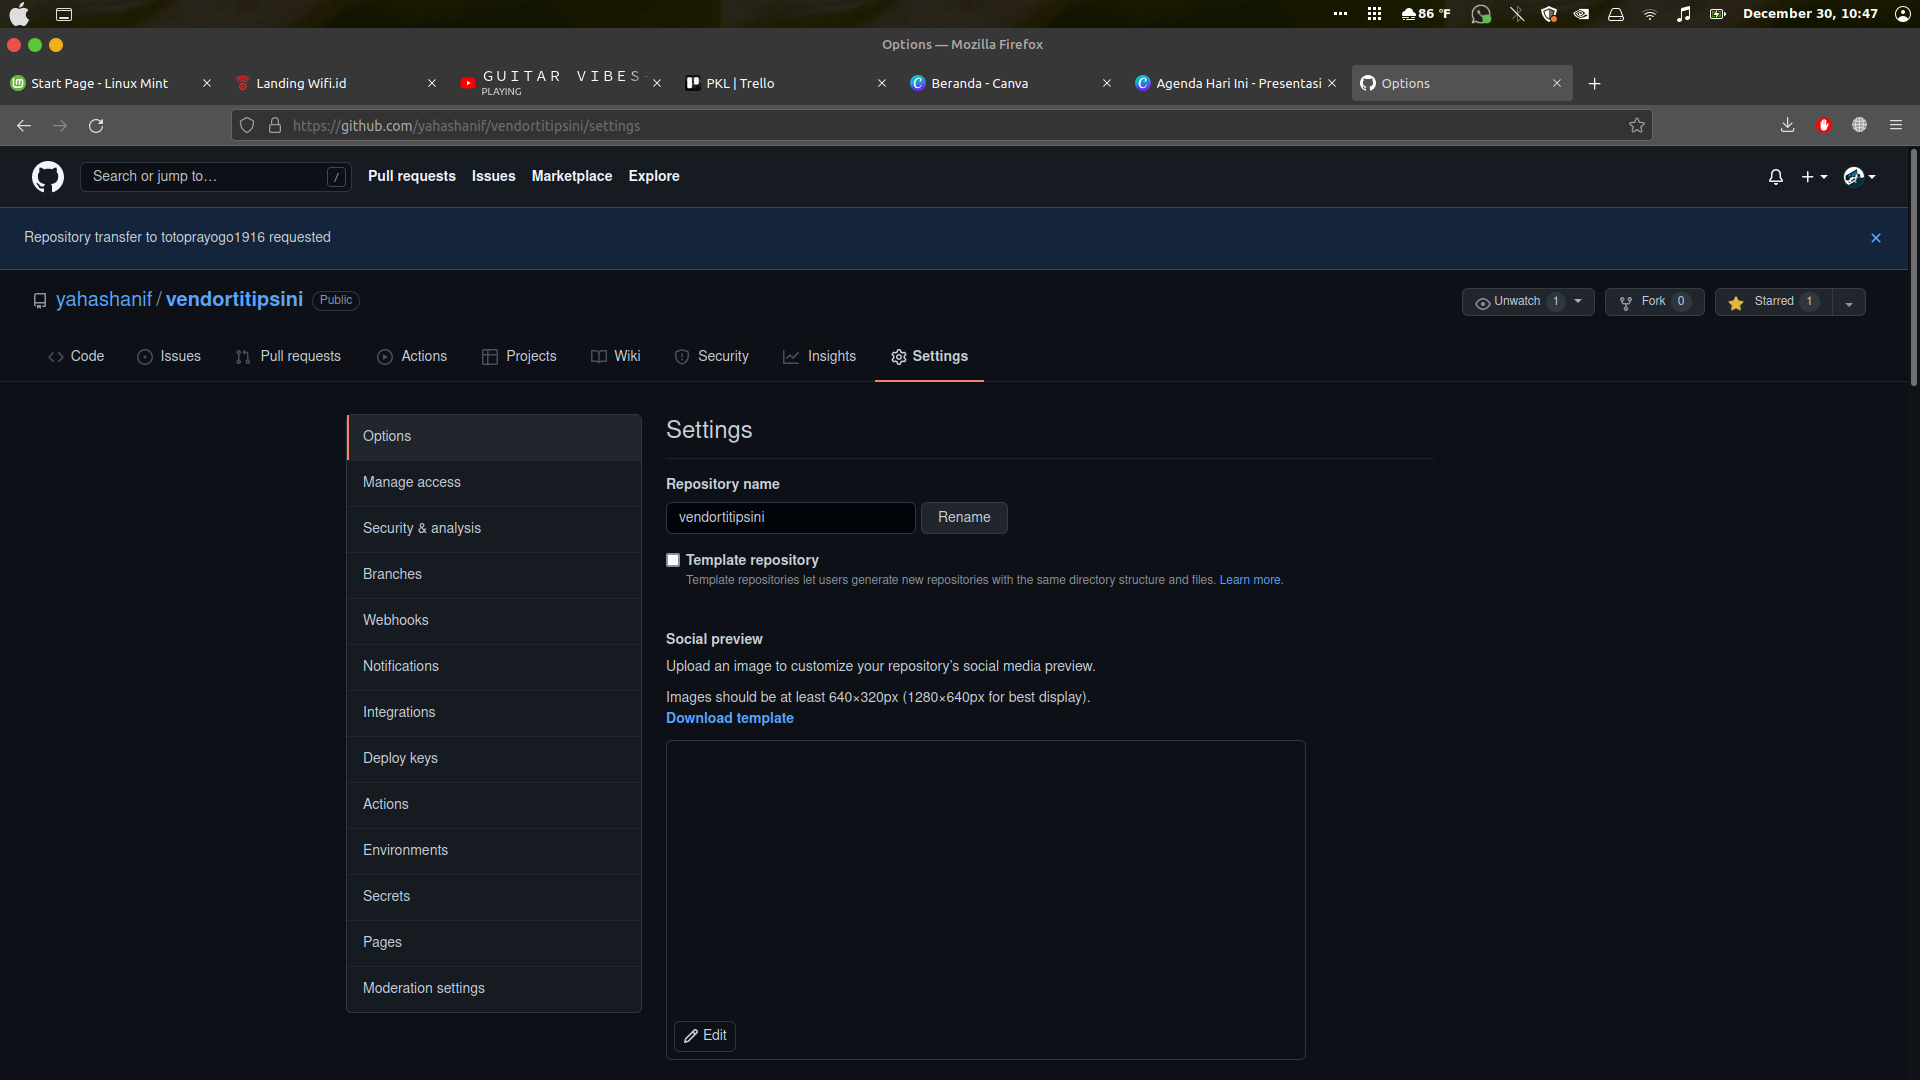 86 °F
December 30, 10:47
Options — Mozilla Firefox
Start Page - Linux Mint
Landing Wifi.id
GUITAR VIBES
PLAYING
PKL | Trello
Beranda - Canva
Agenda Hari Ini - Presentasi
Options
https://github.com/yahashanif/vendortitipsini/settings
Search or jump to…
/
Pull requests
Issues
Marketplace
Explore
Repository transfer to totoprayogo1916 requested
yahashanif / vendortitipsini
Public
Unwatch 1
Fork 0
Starred 1
Code
Issues
Pull requests
Actions
Projects
Wiki
Security
Insights
Settings
Options
Manage access
Security & analysis
Branches
Webhooks
Notifications
Integrations
Deploy keys
Actions
Environments
Secrets
Pages
Moderation settings
Settings
Repository name
vendortitipsini
Rename
Template repository
Template repositories let users generate new repositories with the same directory structure and files. Learn more.
Social preview
Upload an image to customize your repository's social media preview.
Images should be at least 640×320px (1280×640px for best display).
Download template
Edit